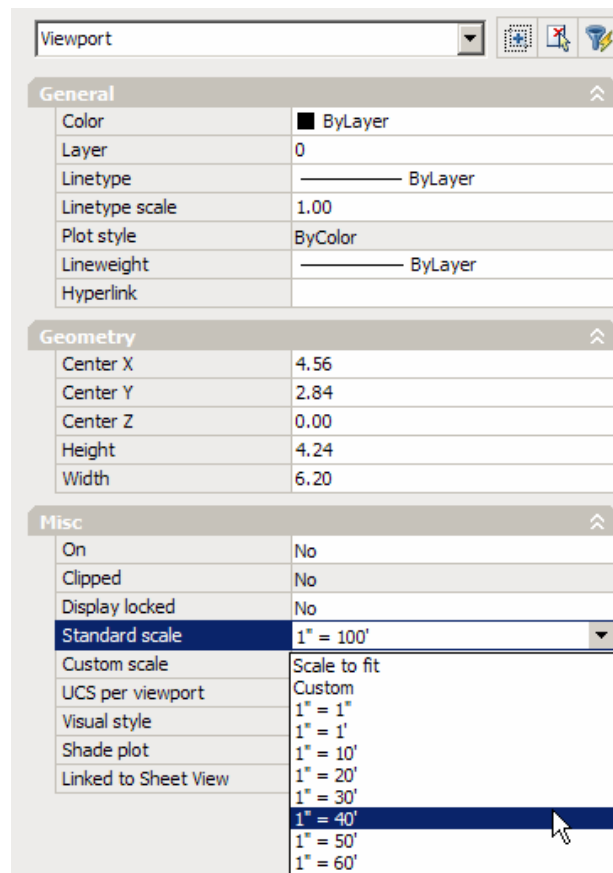 Viewport
General
Color ByLayer
Layer 0
Linetype ByLayer
Linetype scale 1.00
Plot style ByColor
Lineweight ByLayer
Hyperlink
Geometry
Center X 4.56
Center Y 2.84
Center Z 0.00
Height 4.24
Width 6.20
Misc
On No
Clipped No
Display locked No
Standard scale 1" = 100'
Custom scale Scale to fit
UCS per viewport Custom
1" = 1"
Visual style 1" = 1'
Shade plot 1" = 10'
Linked to Sheet View 1" = 20'
1" = 30'
1" = 40'
1" = 50'
1" = 60'